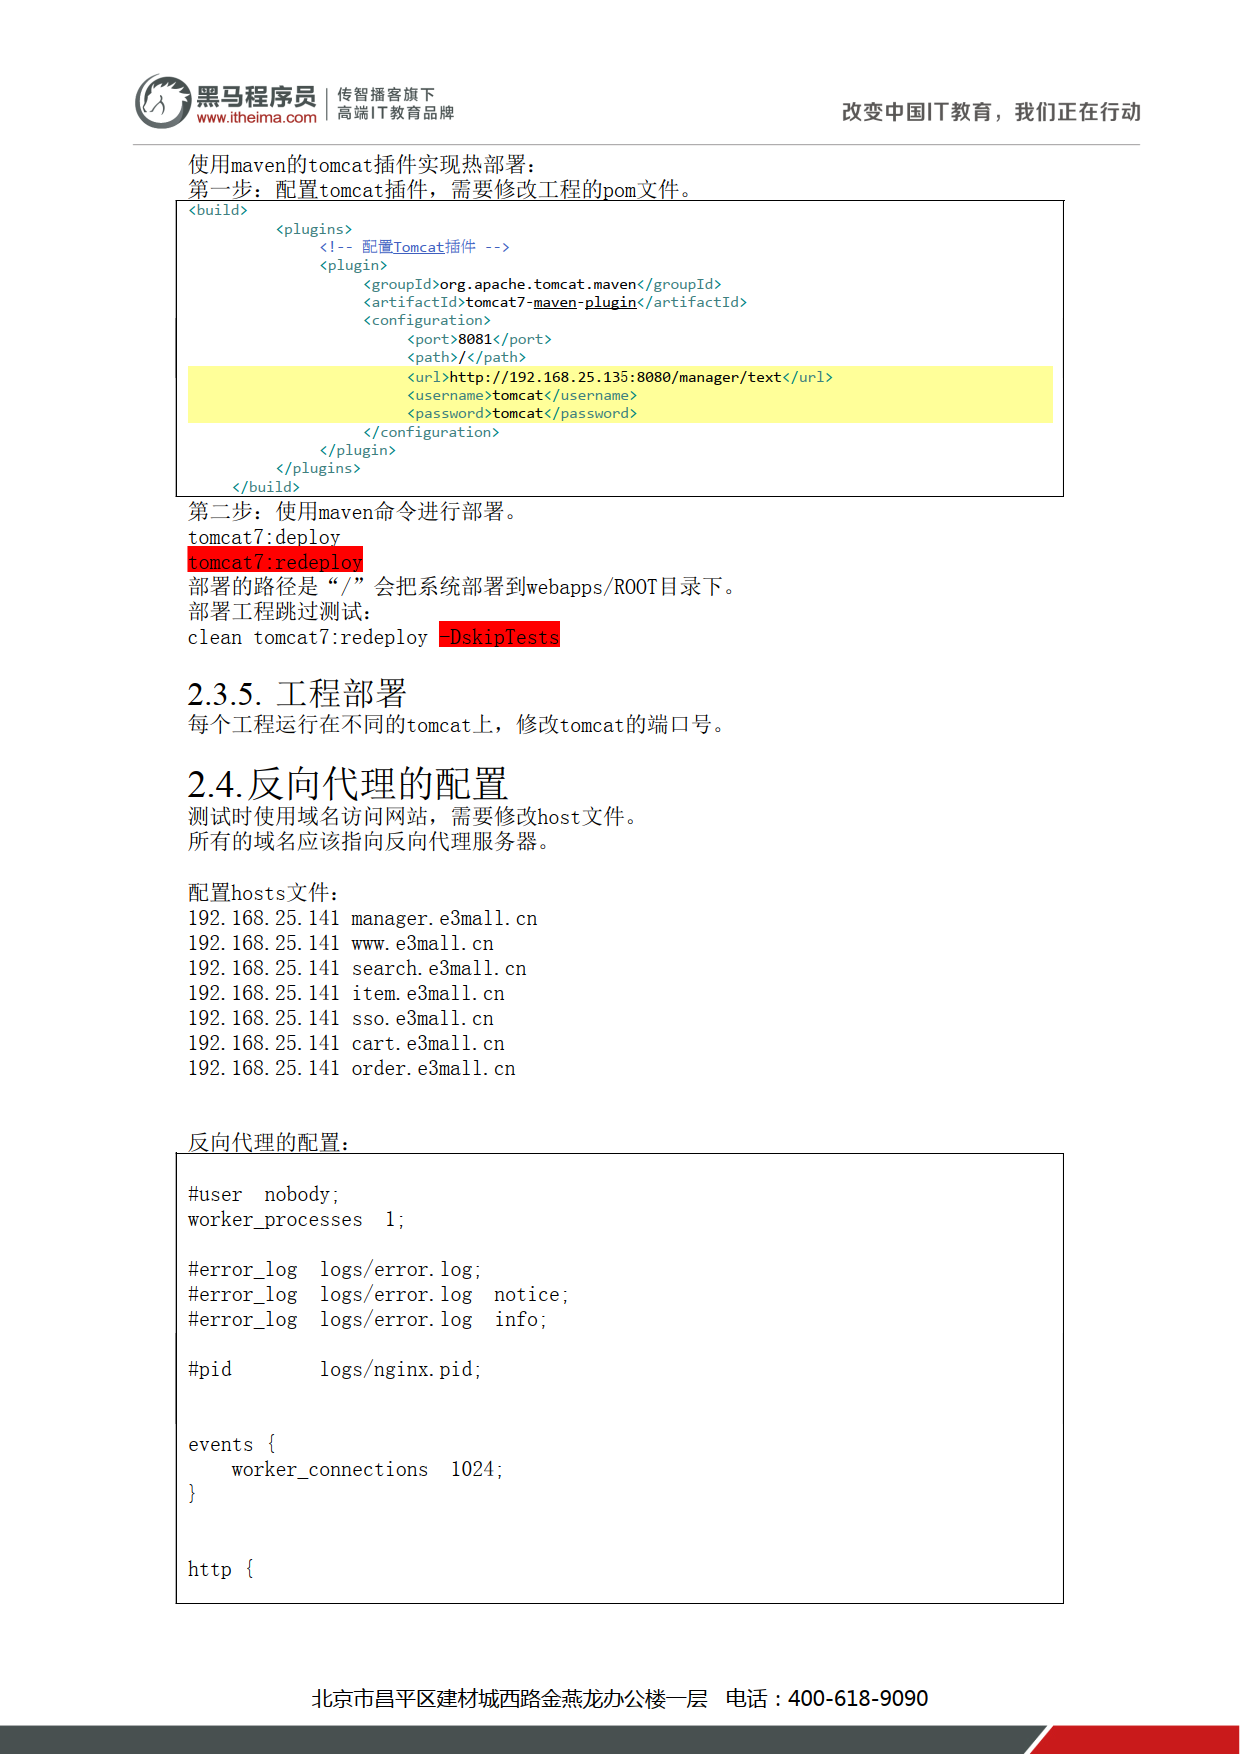 黑马程序员
www.itheima.com
传智播客旗下
高端IT教育品牌
改变中国IT教育，我们正在行动
使用maven的tomcat插件实现热部署：
第一步：配置tomcat插件，需要修改工程的pom文件。
<build>
<plugins>
<!-- 配置Tomcat插件 -->
<plugin>
<groupId>org.apache.tomcat.maven</groupId>
<artifactId>tomcat7-maven-plugin</artifactId>
<configuration>
<port>8081</port>
<path>/</path>
<url>http://192.168.25.135:8080/manager/text</url>
<username>tomcat</username>
<password>tomcat</password>
</configuration>
</plugin>
</plugins>
</build>
第二步：使用maven命令进行部署。
tomcat7:deploy
tomcat7:redeploy
部署的路径是“/”会把系统部署到webapps/ROOT目录下。
部署工程跳过测试：
clean tomcat7:redeploy -DskipTests
2.3.5. 工程部署
每个工程运行在不同的tomcat上，修改tomcat的端口号。
2.4. 反向代理的配置
测试时使用域名访问网站，需要修改host文件。
所有的域名应该指向反向代理服务器。
配置hosts文件：
192.168.25.141 manager.e3mall.cn
192.168.25.141 www.e3mall.cn
192.168.25.141 search.e3mall.cn
192.168.25.141 item.e3mall.cn
192.168.25.141 sso.e3mall.cn
192.168.25.141 cart.e3mall.cn
192.168.25.141 order.e3mall.cn
反向代理的配置：
#user  nobody;
worker_processes  1;
#error_log  logs/error.log;
#error_log  logs/error.log  notice;
#error_log  logs/error.log  info;
#pid        logs/nginx.pid;
events {
worker_connections  1024;
}
http {
北京市昌平区建材城西路金燕龙办公楼一层   电话：400-618-9090